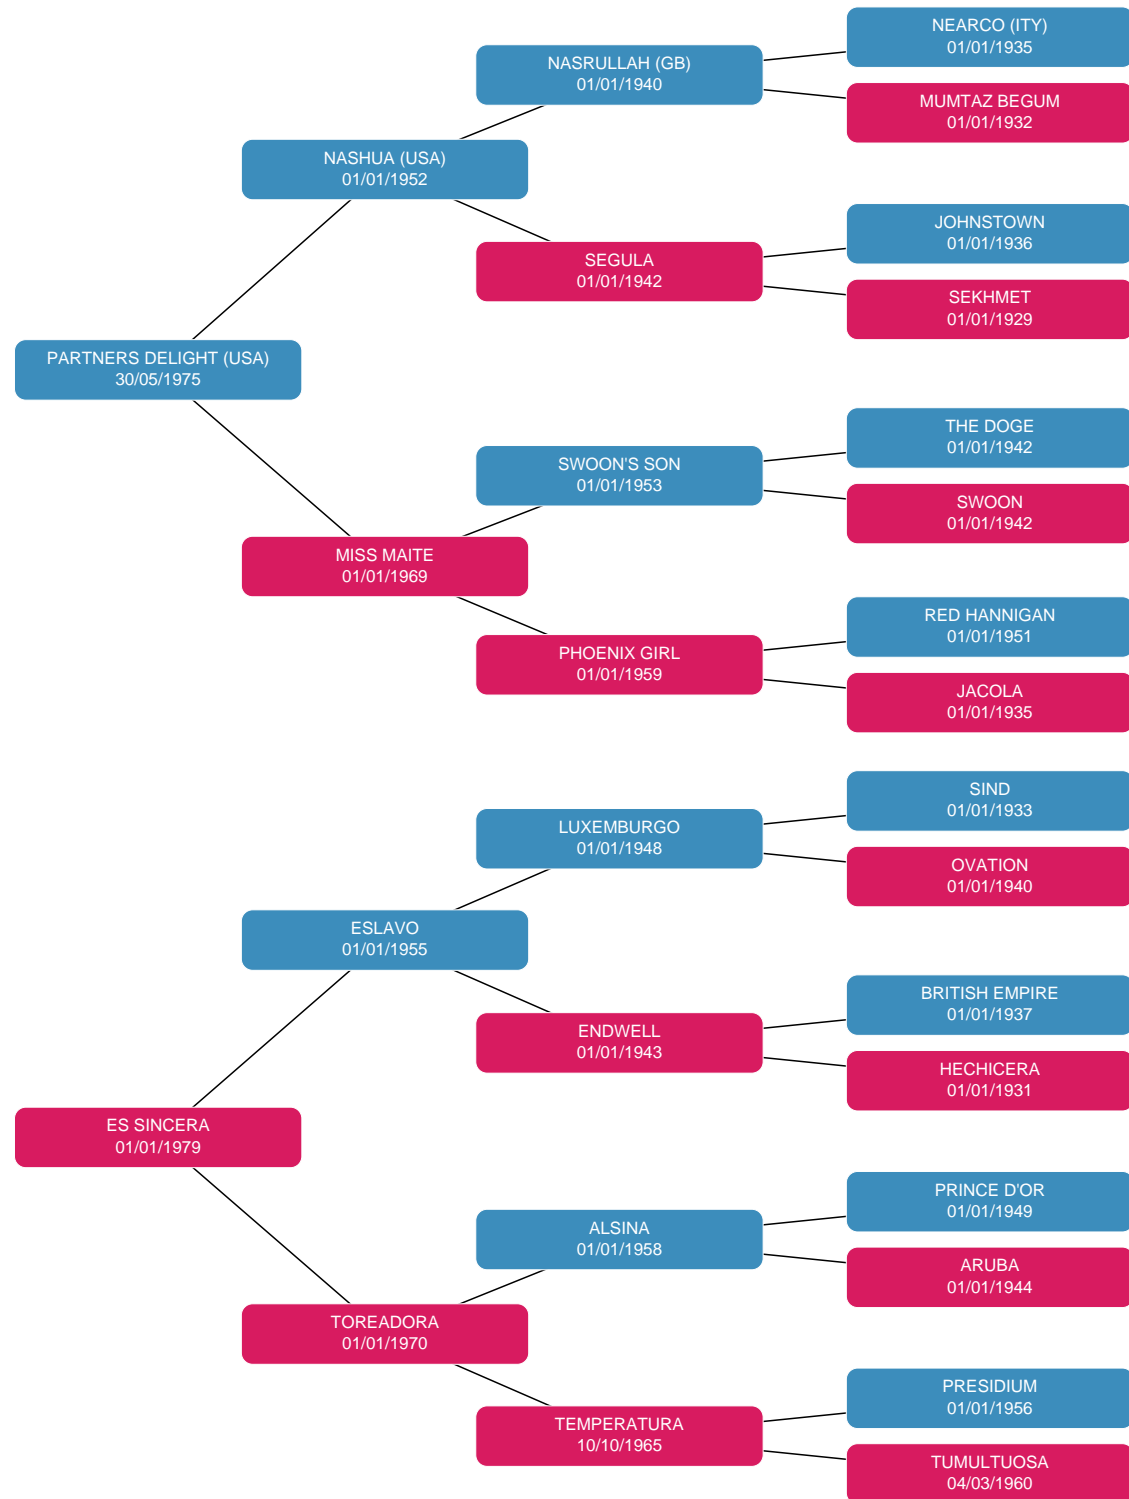 NEARCO (ITY)
01/01/1935
NASRULLAH (GB)
01/01/1940
MUMTAZ BEGUM
01/01/1932
NASHUA (USA)
01/01/1952
JOHNSTOWN
01/01/1936
SEGULA
01/01/1942
SEKHMET
01/01/1929
PARTNERS DELIGHT (USA)
30/05/1975
THE DOGE
01/01/1942
SWOON'S SON
01/01/1953
SWOON
01/01/1942
MISS MAITE
01/01/1969
RED HANNIGAN
01/01/1951
PHOENIX GIRL
01/01/1959
JACOLA
01/01/1935
SIND
01/01/1933
LUXEMBURGO
01/01/1948
OVATION
01/01/1940
ESLAVO
01/01/1955
BRITISH EMPIRE
01/01/1937
ENDWELL
01/01/1943
HECHICERA
01/01/1931
ES SINCERA
01/01/1979
PRINCE D'OR
01/01/1949
ALSINA
01/01/1958
ARUBA
01/01/1944
TOREADORA
01/01/1970
PRESIDIUM
01/01/1956
TEMPERATURA
10/10/1965
TUMULTUOSA
04/03/1960